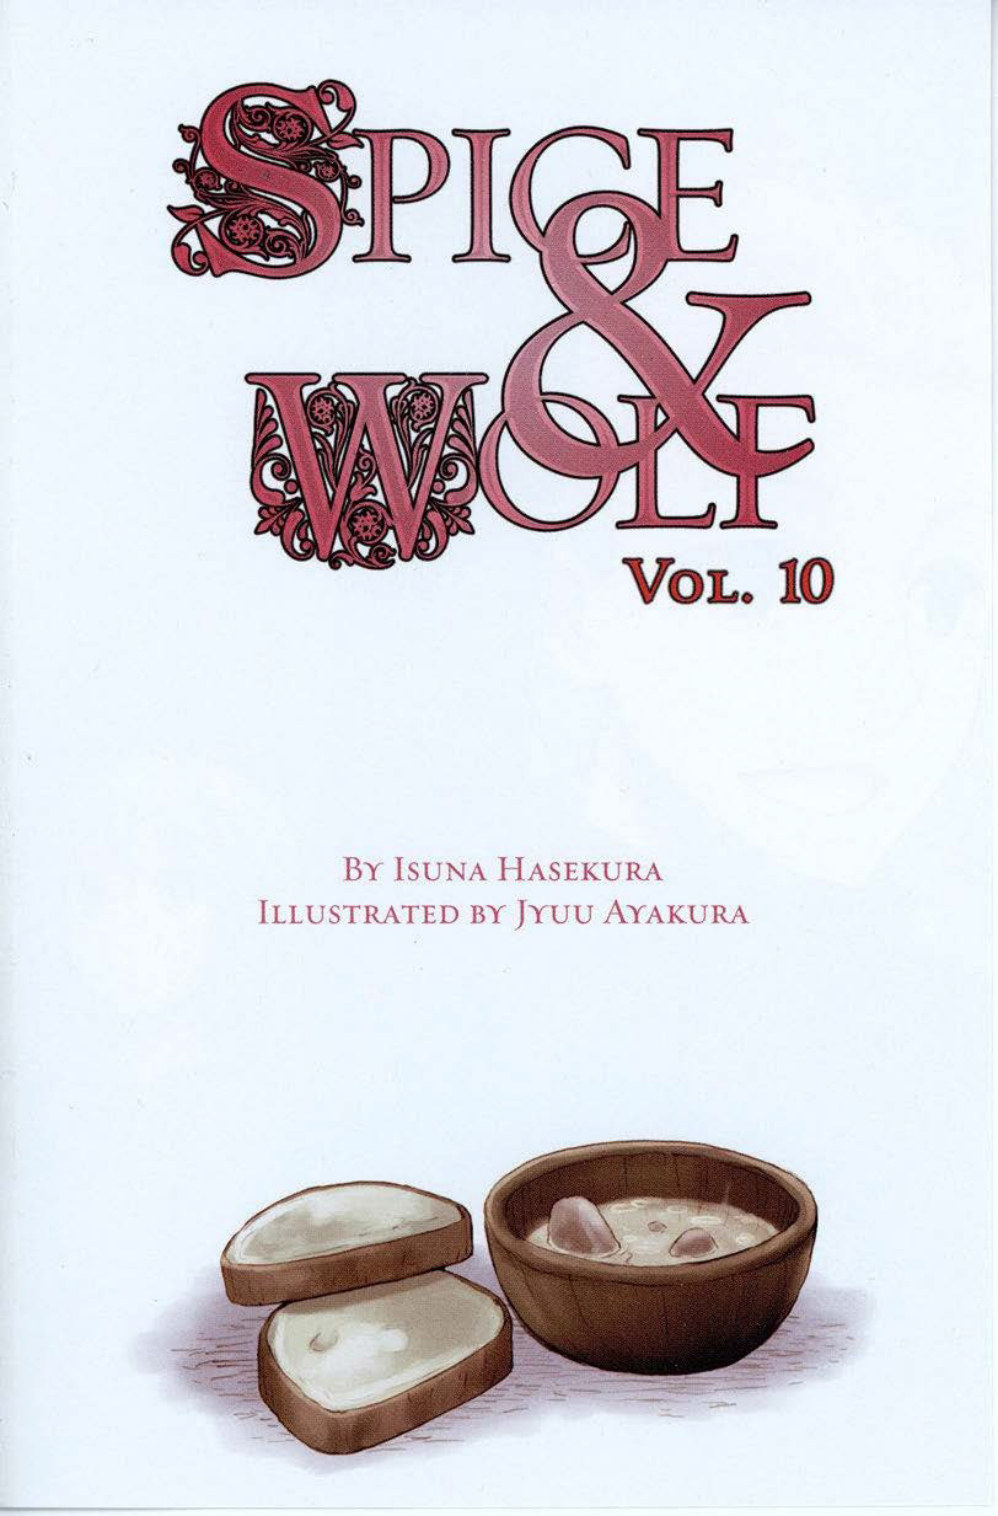 SPICE
&
WOLF
VOL. 10
BY ISUNA HASEKURA
ILLUSTRATED BY JYUU AYAKURA